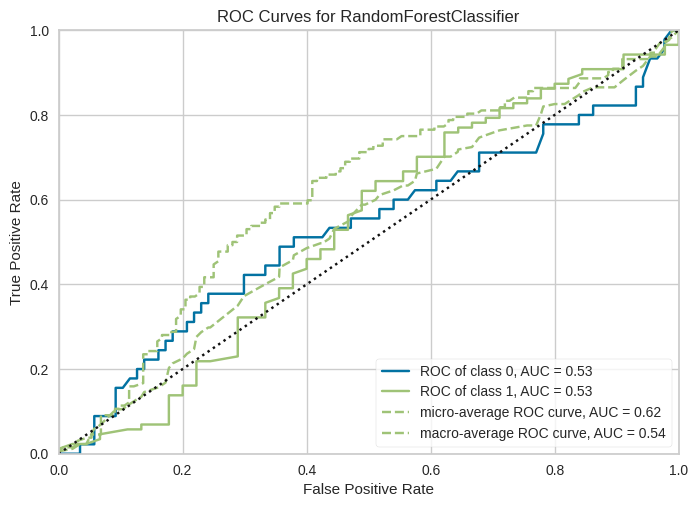 ROC Curves for RandomForestClassifier
1.0
0.8
0.6
0.4
0.2
0.0
True Positive Rate
ROC of class 0, AUC = 0.53
ROC of class 1, AUC = 0.53
micro-average ROC curve, AUC = 0.62
macro-average ROC curve, AUC = 0.54
0.0 0.2 0.4 0.6 0.8 1.0
False Positive Rate